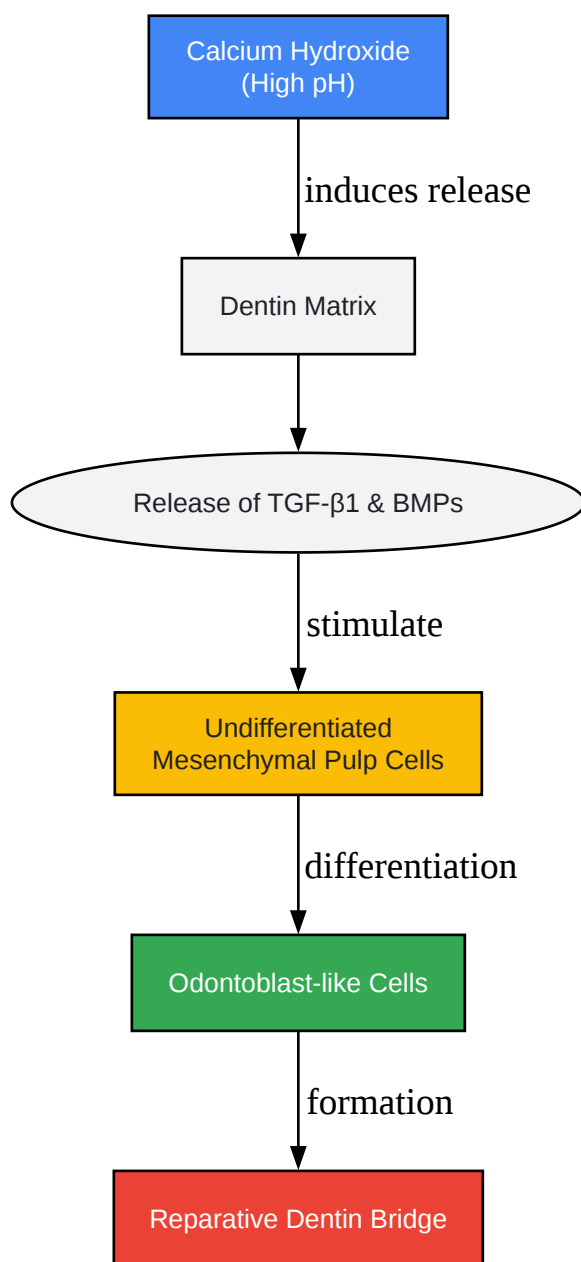 Calcium Hydroxide
(High pH)
induces release
Dentin Matrix
Release of TGF-β1 & BMPs
stimulate
Undifferentiated
Mesenchymal Pulp Cells
differentiation
Odontoblast-like Cells
formation
Reparative Dentin Bridge